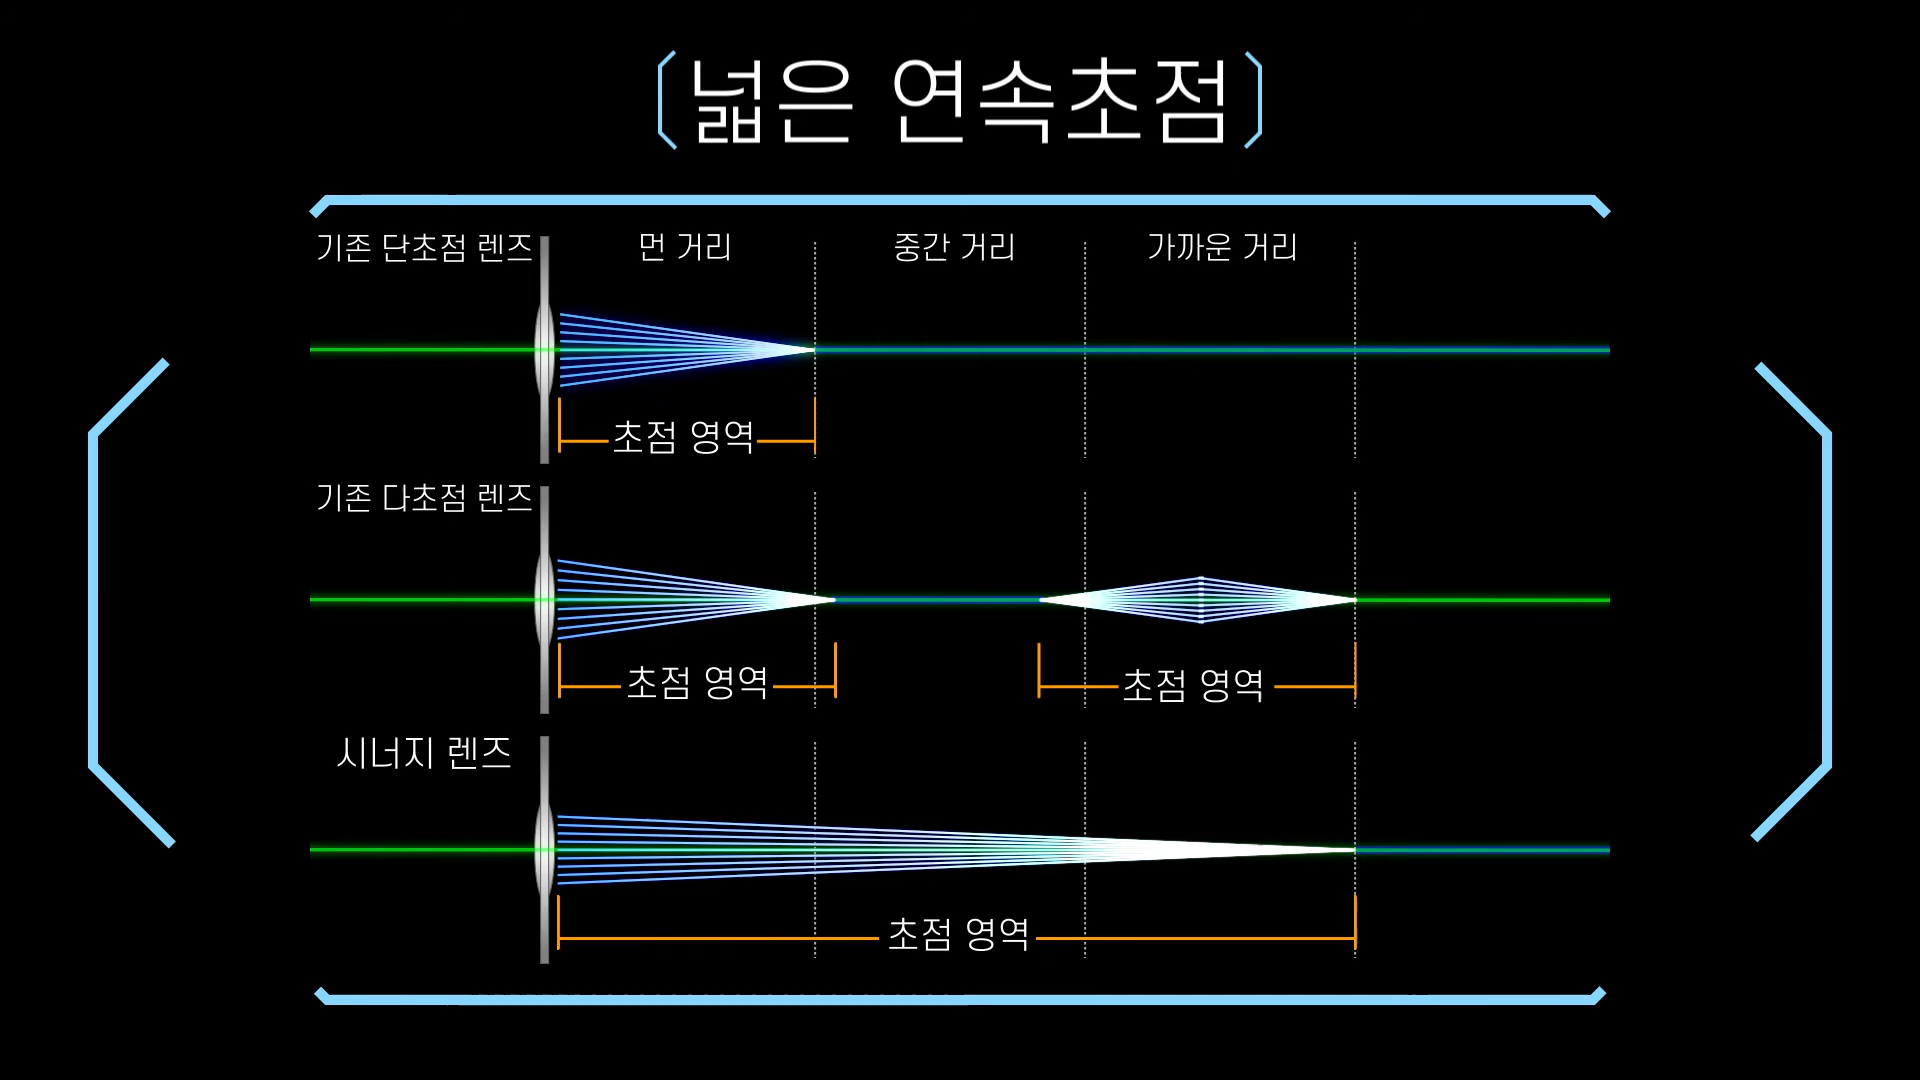 넓은 연속초점
기존 단초점 렌즈
먼 거리
중간 거리
가까운 거리
초점 영역
기존 다초점 렌즈
초점 영역
초점 영역
시너지 렌즈
초점 영역